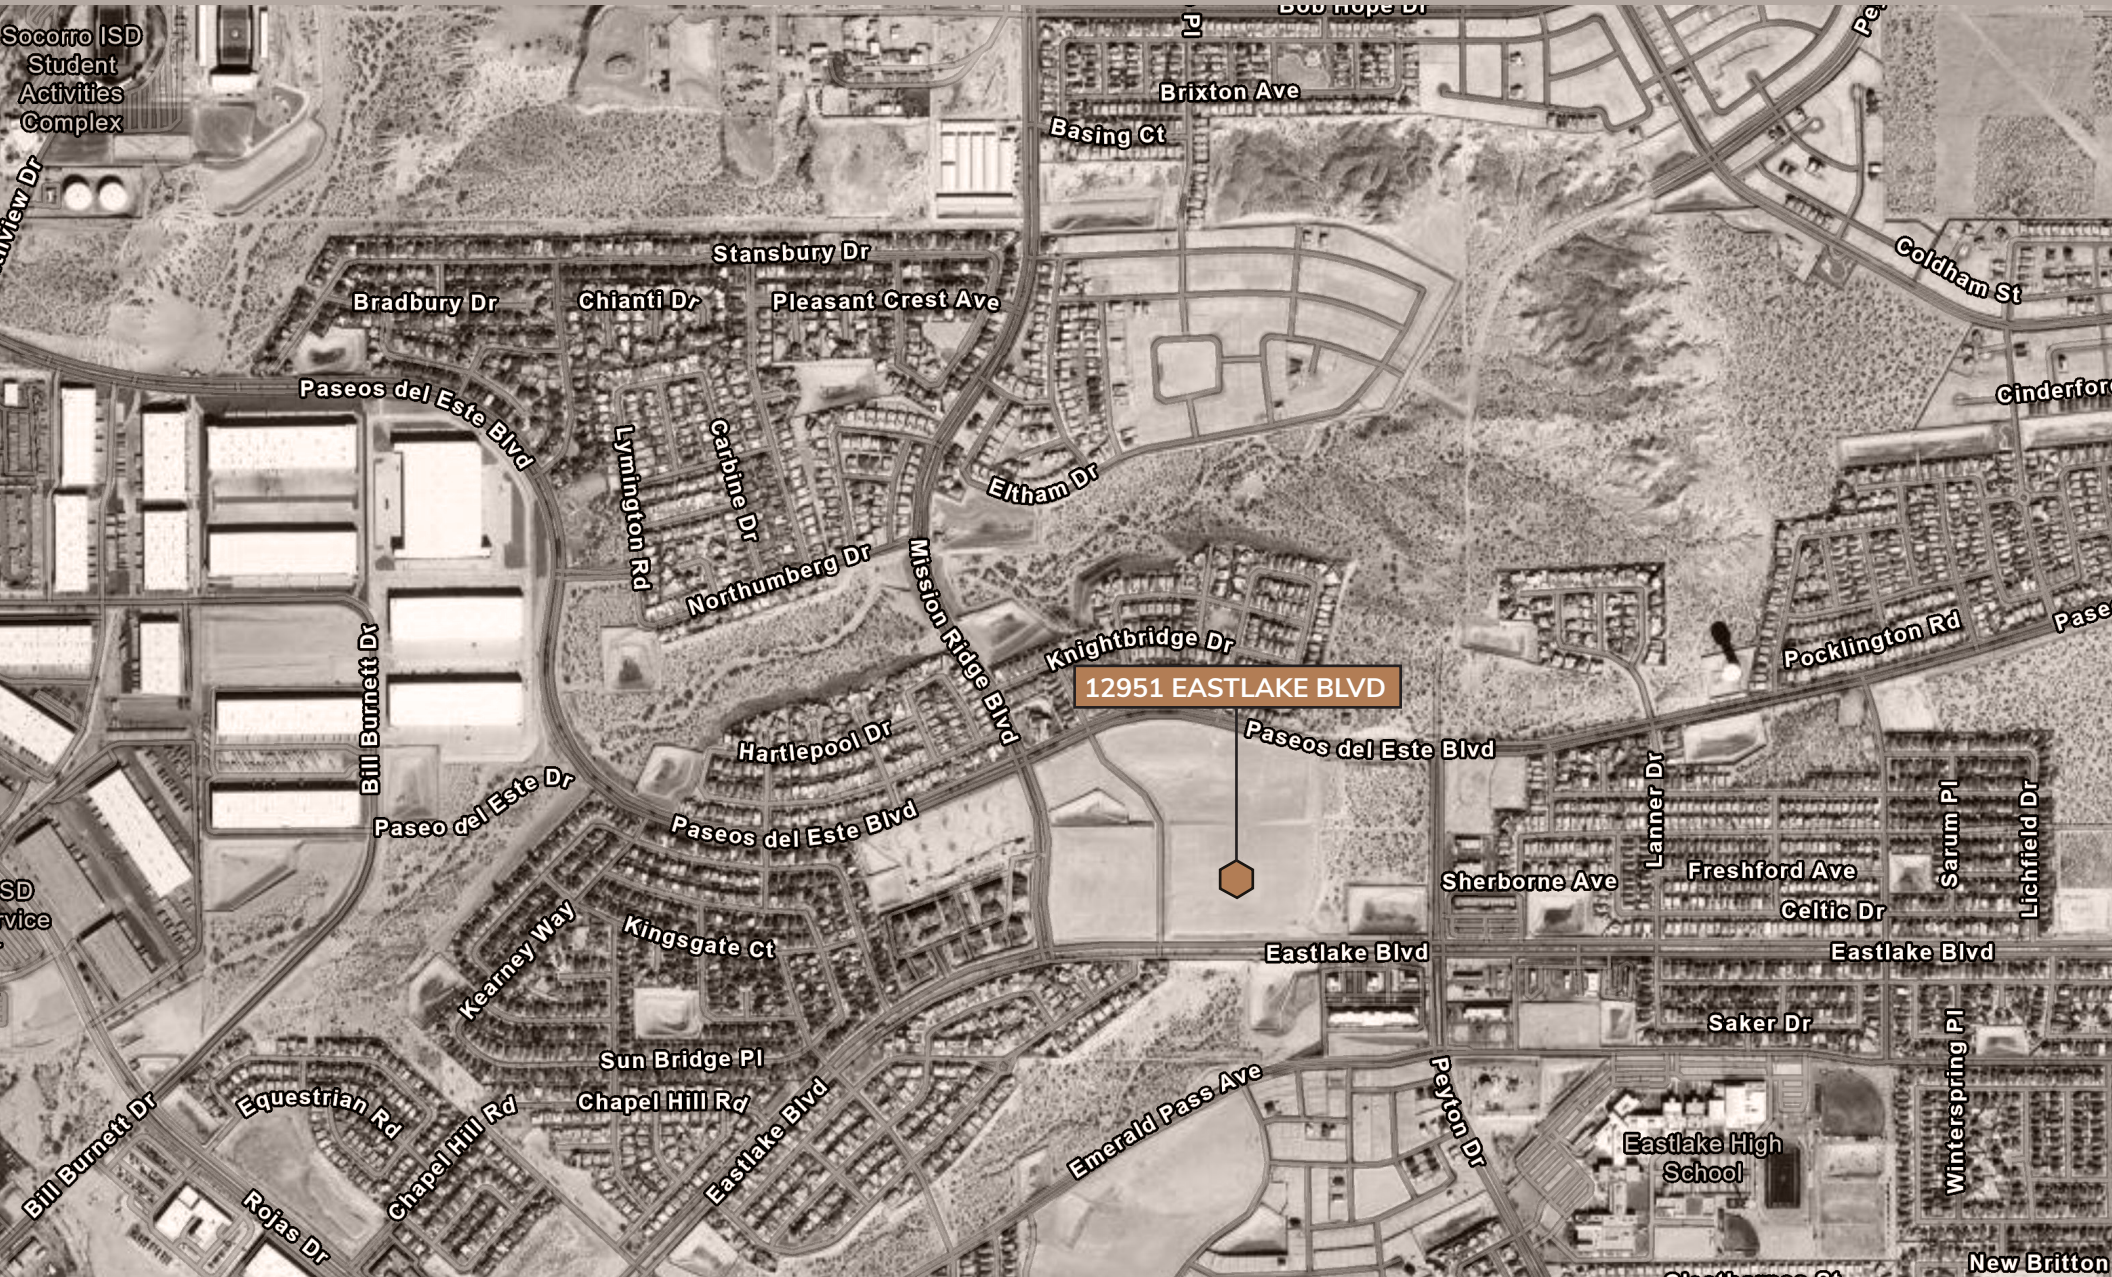 Bob Hope Dr
Pl
Socorro ISD
Student
Activities
Complex
Brixton Ave
Basing Ct
Stansbury Dr
Coldham St
Bradbury Dr
Chianti Dr
Pleasant Crest Ave
Paseos del Este Blvd
Lymington Rd
Carbine Dr
Eltham Dr
Northumberg Dr
Mission Ridge Blvd
Knightbridge Dr
Pocklington Rd
Bill Burnett Dr
12951 EASTLAKE BLVD
Hartlepool Dr
Paseos del Este Blvd
Paseo del Este Dr
Paseos del Este Blvd
Lanner Dr
Sarum Pl
Lichfield Dr
Freshford Ave
Sherborne Ave
Celtic Dr
Kearney Way
Kingsgate Ct
Eastlake Blvd
Eastlake Blvd
Saker Dr
Sun Bridge Pl
Winterspring Pl
Equestrian Rd
Chapel Hill Rd
Chapel Hill Rd
Eastlake Blvd
Emerald Pass Ave
Peyton Dr
Eastlake High
School
Bill Burnett Dr
Rojas Dr
New Britton